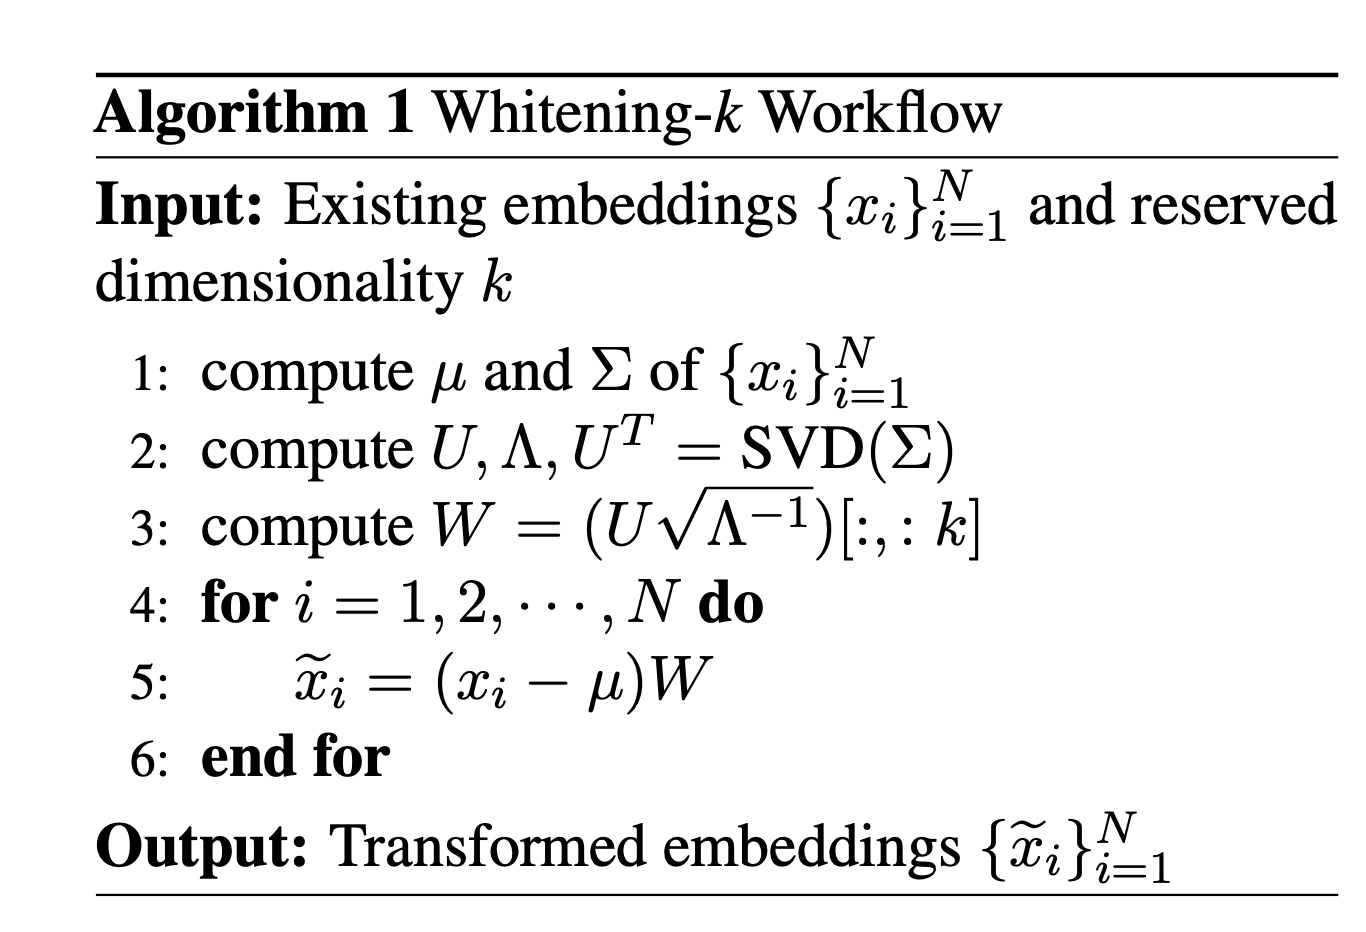 Algorithm 1 Whitening-k Workflow
Input: Existing embeddings $\{x_i\}_{i=1}^{N}$ and reserved
dimensionality $k$
1: compute $\mu$ and $\Sigma$ of $\{x_i\}_{i=1}^{N}$
2: compute $U, \Lambda, U^T = \text{SVD}(\Sigma)$
3: compute $W = (U\sqrt{\Lambda^{-1}})[:,: k]$
4: for $i = 1, 2, \cdots, N$ do
5: $\widetilde{x}_i = (x_i - \mu)W$
6: end for
Output: Transformed embeddings $\{\widetilde{x}_i\}_{i=1}^{N}$